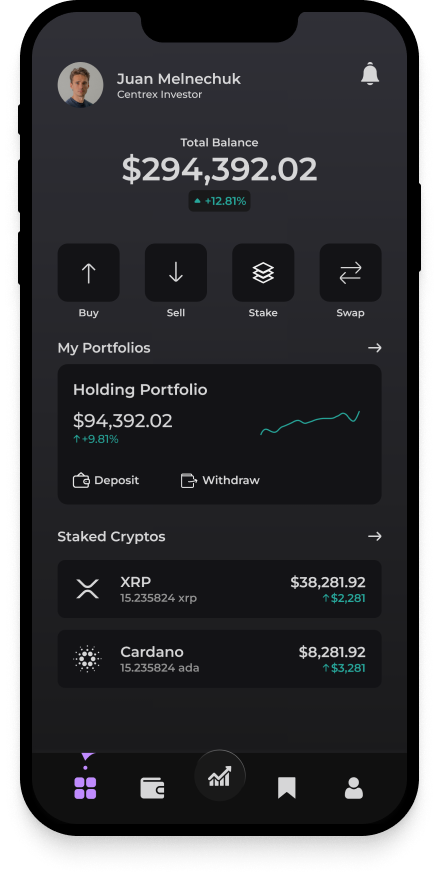 Juan Melnechuk
Centrex Investor
Total Balance
$294,392.02
+12.81%
Buy
Sell
Stake
Swap
My Portfolios
Holding Portfolio
$94,392.02
↑+9.81%
Deposit
Withdraw
Staked Cryptos
XRP
$38,281.92
15.235824 xrp
↑$2,281
Cardano
$8,281.92
15.235824 ada
↑$3,281